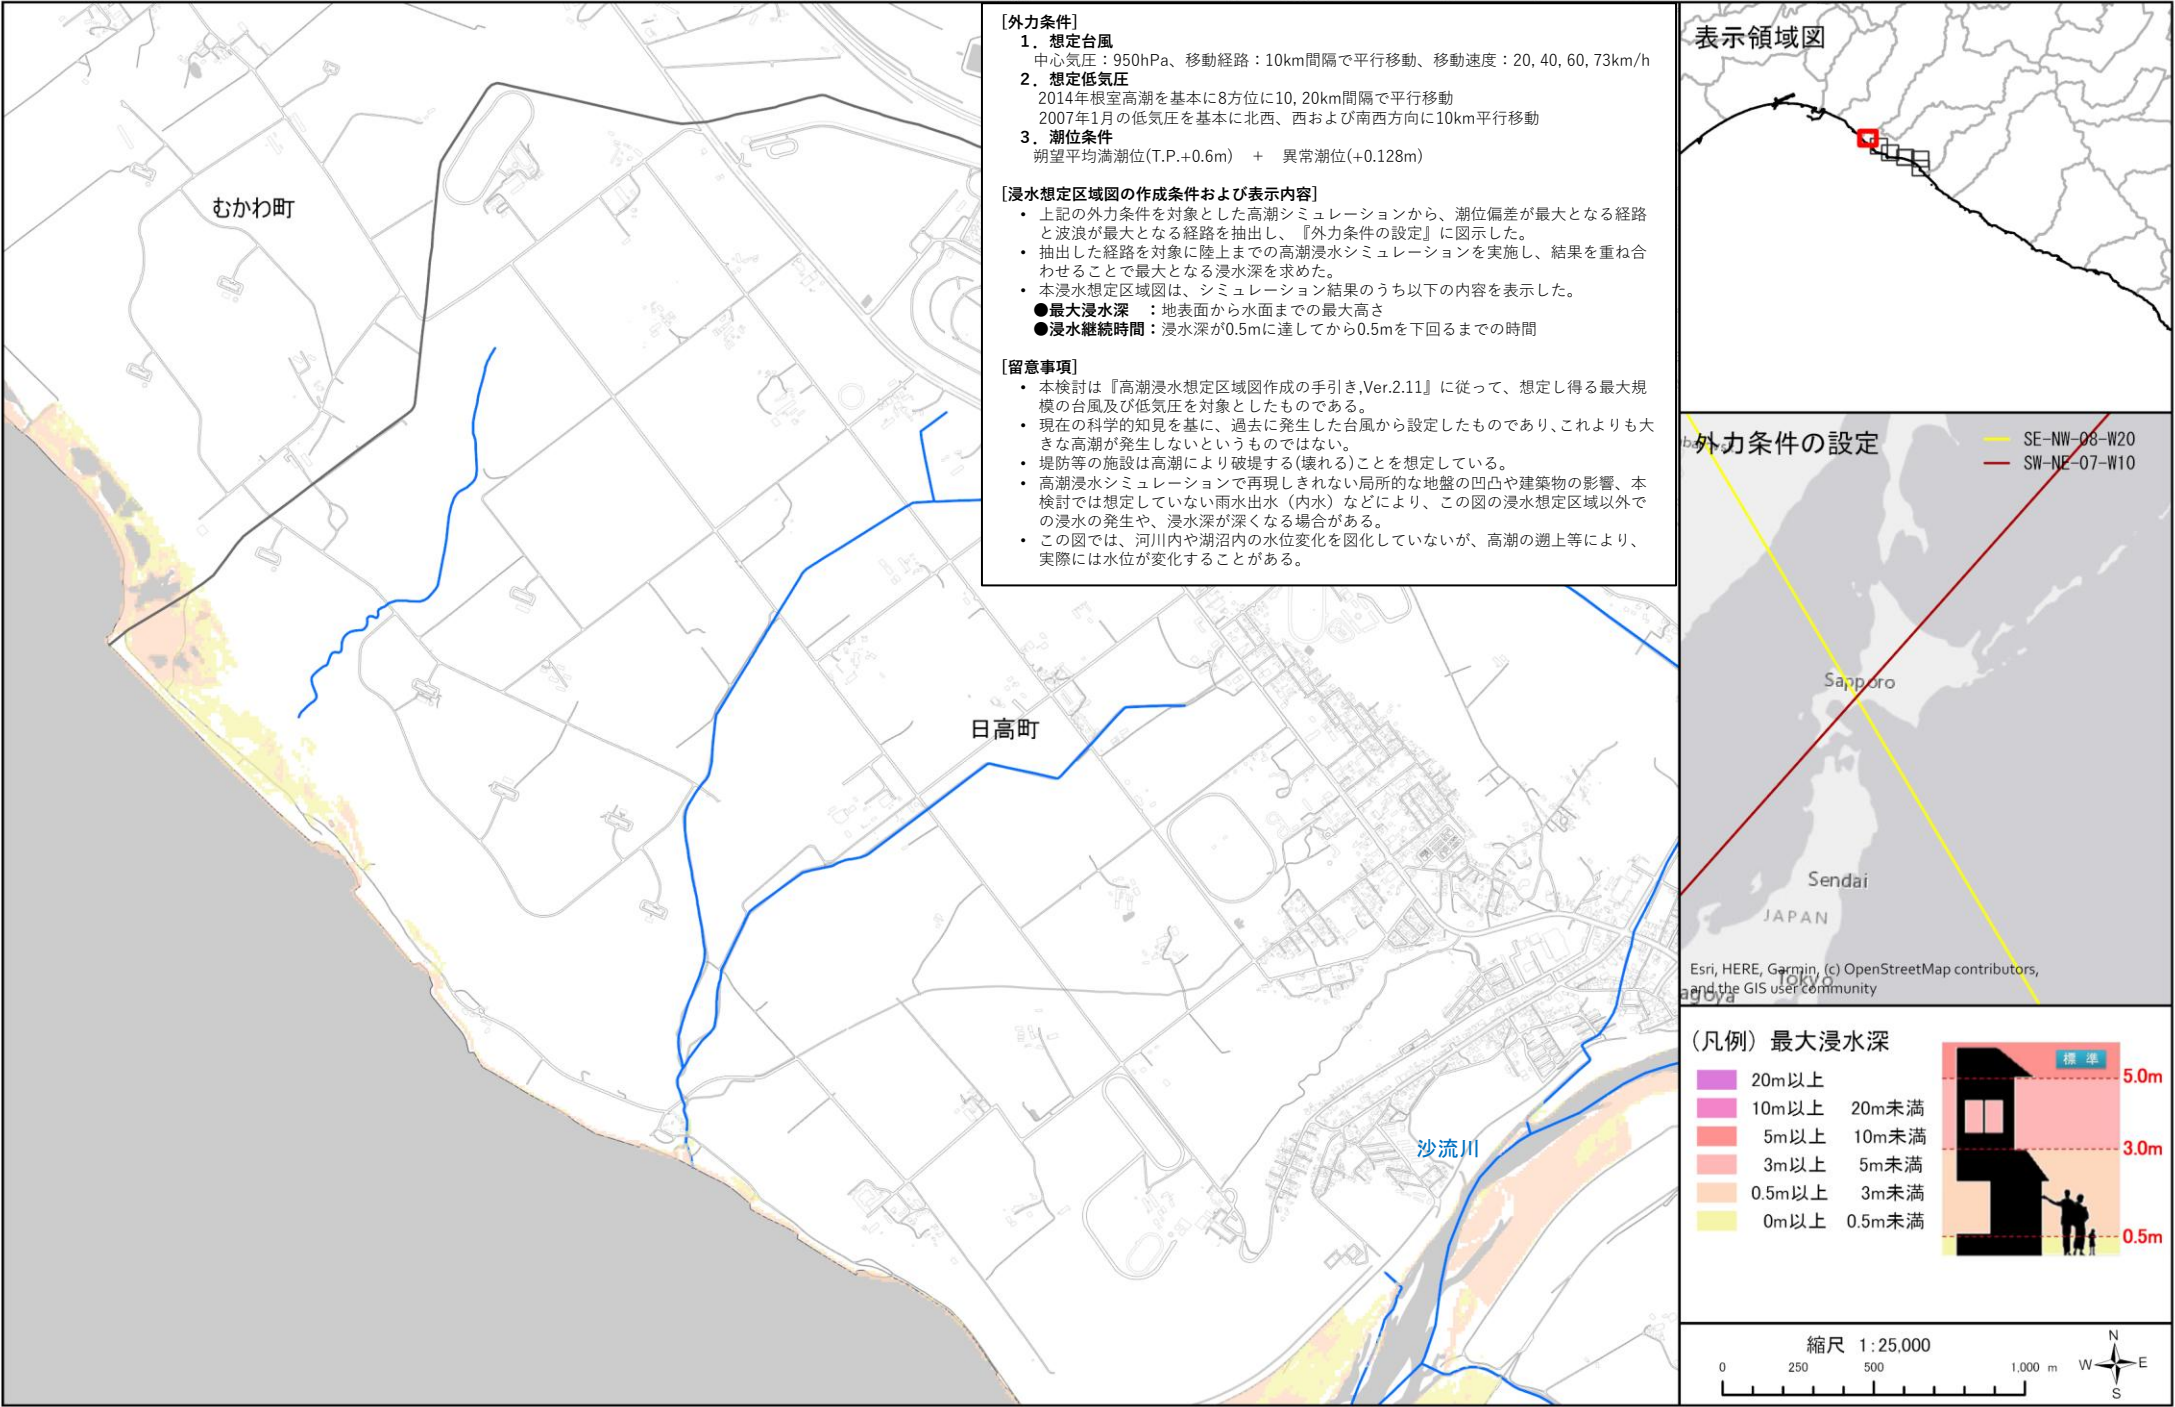 [外力条件]
1．想定台風
中心気圧：950hPa、移動経路：10km間隔で平行移動、移動速度：20, 40, 60, 73km/h
2．想定低気圧
2014年根室高潮を基本に8方位に10, 20km間隔で平行移動
2007年1月の低気圧を基本に北西、西および南西方向に10km平行移動
3．潮位条件
朔望平均満潮位(T.P.+0.6m)　+　異常潮位(+0.128m)
[浸水想定区域図の作成条件および表示内容]
• 上記の外力条件を対象とした高潮シミュレーションから、潮位偏差が最大となる経路
と波浪が最大となる経路を抽出し、『外力条件の設定』に図示した。
• 抽出した経路を対象に陸上までの高潮浸水シミュレーションを実施し、結果を重ね合
わせることで最大となる浸水深を求めた。
• 本浸水想定区域図は、シミュレーション結果のうち以下の内容を表示した。
●最大浸水深　：地表面から水面までの最大高さ
●浸水継続時間：浸水深が0.5mに達してから0.5mを下回るまでの時間
[留意事項]
• 本検討は『高潮浸水想定区域図作成の手引き,Ver.2.11』に従って、想定し得る最大規
模の台風及び低気圧を対象としたものである。
• 現在の科学的知見を基に、過去に発生した台風から設定したものであり、これよりも大
きな高潮が発生しないというものではない。
• 堤防等の施設は高潮により破堤する(壊れる)ことを想定している。
• 高潮浸水シミュレーションで再現しきれない局所的な地盤の凹凸や建築物の影響、本
検討では想定していない雨水出水（内水）などにより、この図の浸水想定区域以外で
の浸水の発生や、浸水深が深くなる場合がある。
• この図では、河川内や湖沼内の水位変化を図化していないが、高潮の遡上等により、
実際には水位が変化することがある。
むかわ町
日高町
沙流川
表示領域図
外力条件の設定
SE-NW-08-W20
SW-NE-07-W10
Sapporo
Sendai
JAPAN
Tokyo
agoya
Esri, HERE, Garmin, (c) OpenStreetMap contributors,
and the GIS user community
（凡例）最大浸水深
20m以上
10m以上　20m未満
5m以上　10m未満
3m以上　5m未満
0.5m以上　3m未満
0m以上　0.5m未満
標 準
5.0m
3.0m
0.5m
縮尺 1:25,000
0 250 500 1,000 m
N
W E
S